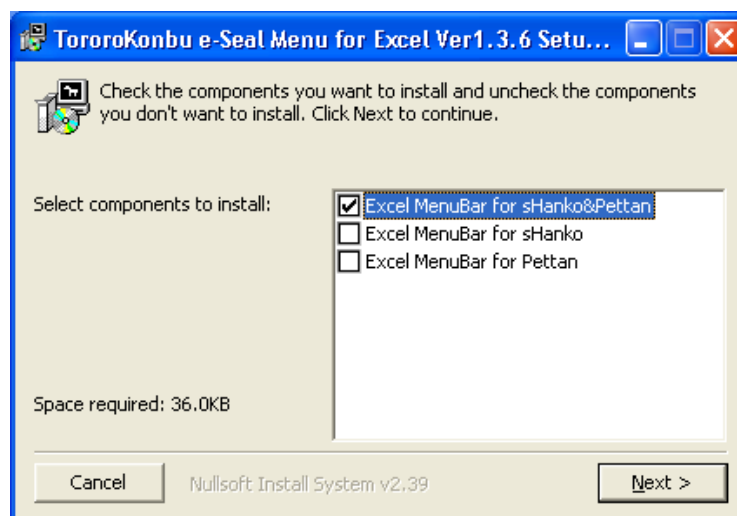 TororoKonbu e-Seal Menu for Excel Ver1.3.6 Setu...
Check the components you want to install and uncheck the components
you don't want to install. Click Next to continue.
Select components to install:
Excel MenuBar for sHanko&Pettan
Excel MenuBar for sHanko
Excel MenuBar for Pettan
Space required: 36.0KB
Cancel
Nullsoft Install System v2.39
Next >